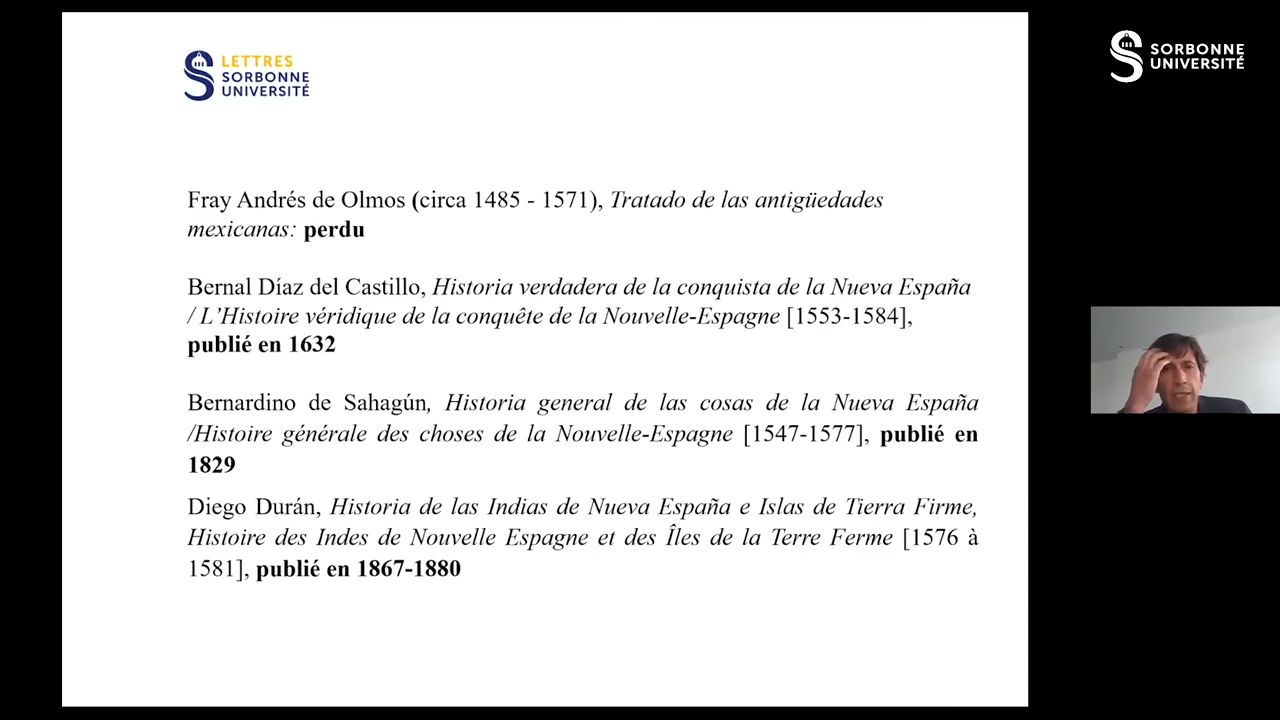 LETTRES
SORBONNE
UNIVERSITÉ
SORBONNE
UNIVERSITÉ
Fray Andrés de Olmos (circa 1485 - 1571), Tratado de las antigüedades
mexicanas: perdu
Bernal Díaz del Castillo, Historia verdadera de la conquista de la Nueva España
/ L’Histoire véridique de la conquête de la Nouvelle-Espagne [1553-1584],
publié en 1632
Bernardino de Sahagún, Historia general de las cosas de la Nueva España
/Histoire générale des choses de la Nouvelle-Espagne [1547-1577], publié en
1829
Diego Durán, Historia de las Indias de Nueva España e Islas de Tierra Firme,
Histoire des Indes de Nouvelle Espagne et des Îles de la Terre Ferme [1576 à
1581], publié en 1867-1880